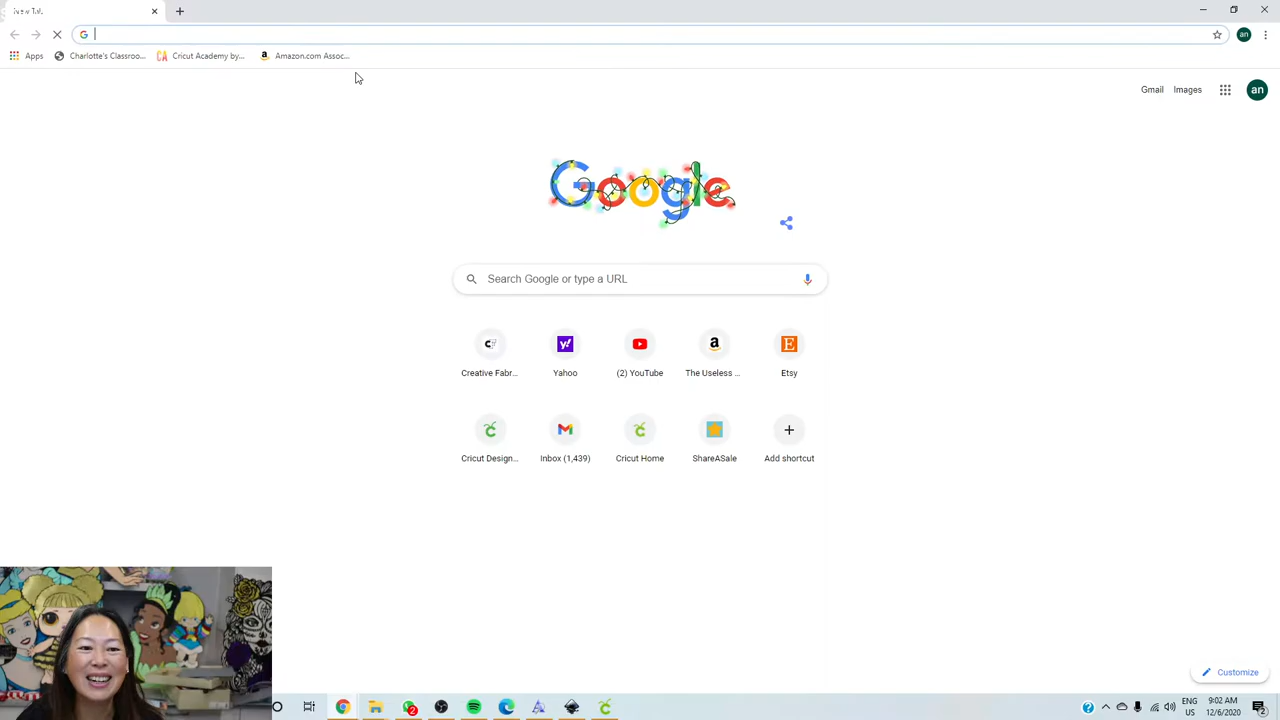 New Tab
Apps
Charlotte's Classroo...
Cricut Academy by...
Amazon.com Assoc...
an
Gmail
Images
an
Google
Search Google or type a URL
Creative Fabr...
Yahoo
(2) YouTube
The Useless ...
Etsy
Cricut Design...
Inbox (1,439)
Cricut Home
ShareASale
Add shortcut
Customize
ENG
US
9:02 AM
12/6/2020